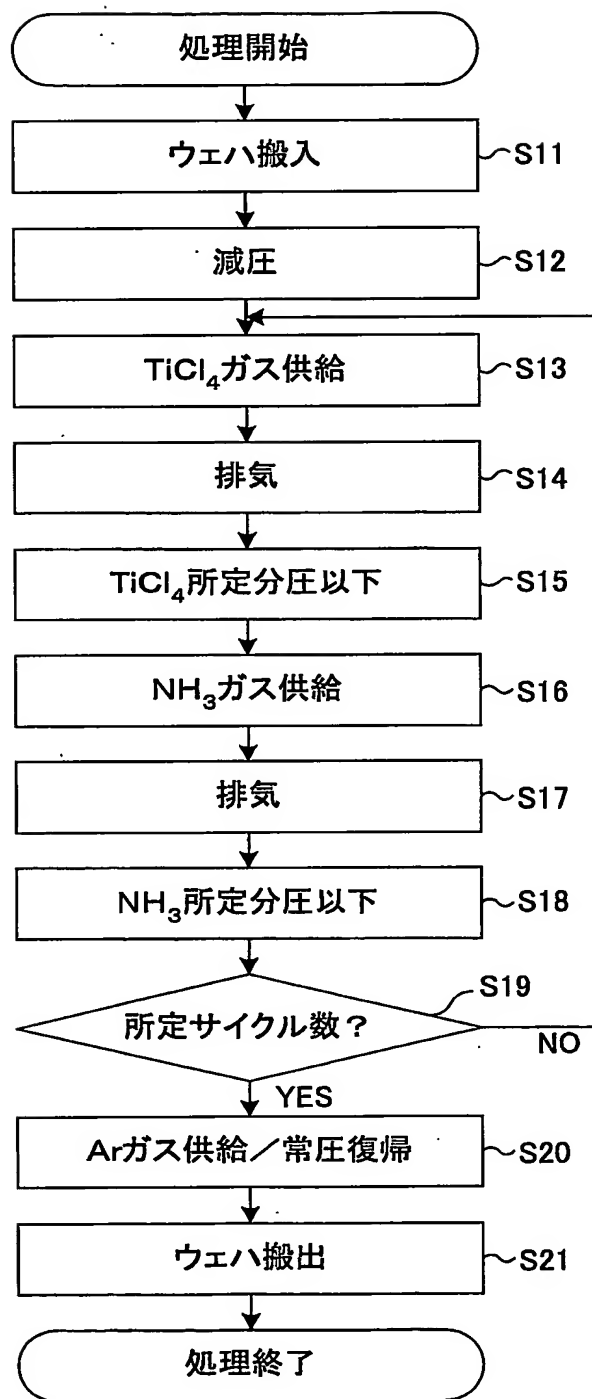 処理開始
ウェハ搬入 S11
減圧 S12
TiCl₄ガス供給 S13
排気 S14
TiCl₄所定分圧以下 S15
NH₃ガス供給 S16
排気 S17
NH₃所定分圧以下 S18
S19
所定サイクル数?
NO
YES
Arガス供給/常圧復帰 S20
ウェハ搬出 S21
処理終了